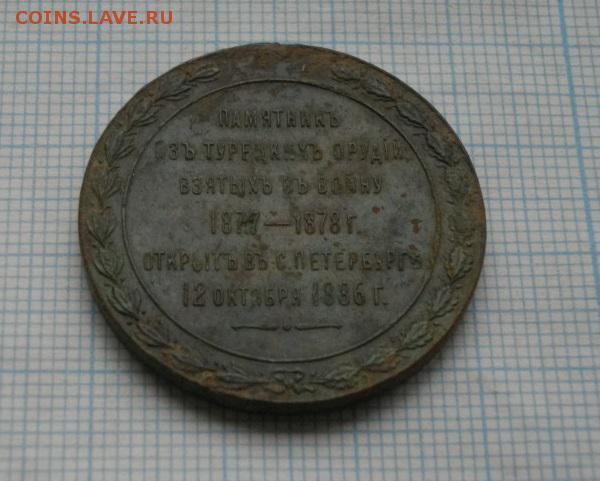 COINS.LAVE.RU
ПАМЯТНИКЪ
ИЗЪ ТУРЕЦКИХЪ ОРУДІЙ,
ВЗЯТЫХЪ ВЪ ВОЙНУ
1877—1878 г.
ОТКРЫТЪ ВЪ С. ПЕТЕРБУРГѢ
12 ОКТЯБРЯ 1886 г.